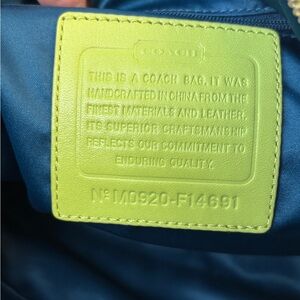 COACH
THIS IS A COACH BAG. IT WAS
HANDCRAFTED IN CHINA FROM THE
FINEST MATERIALS AND LEATHER.
ITS SUPERIOR CRAFTSMANSHIP
REFLECTS OUR COMMITMENT TO
ENDURING QUALITY.
Nº M0920-F14691